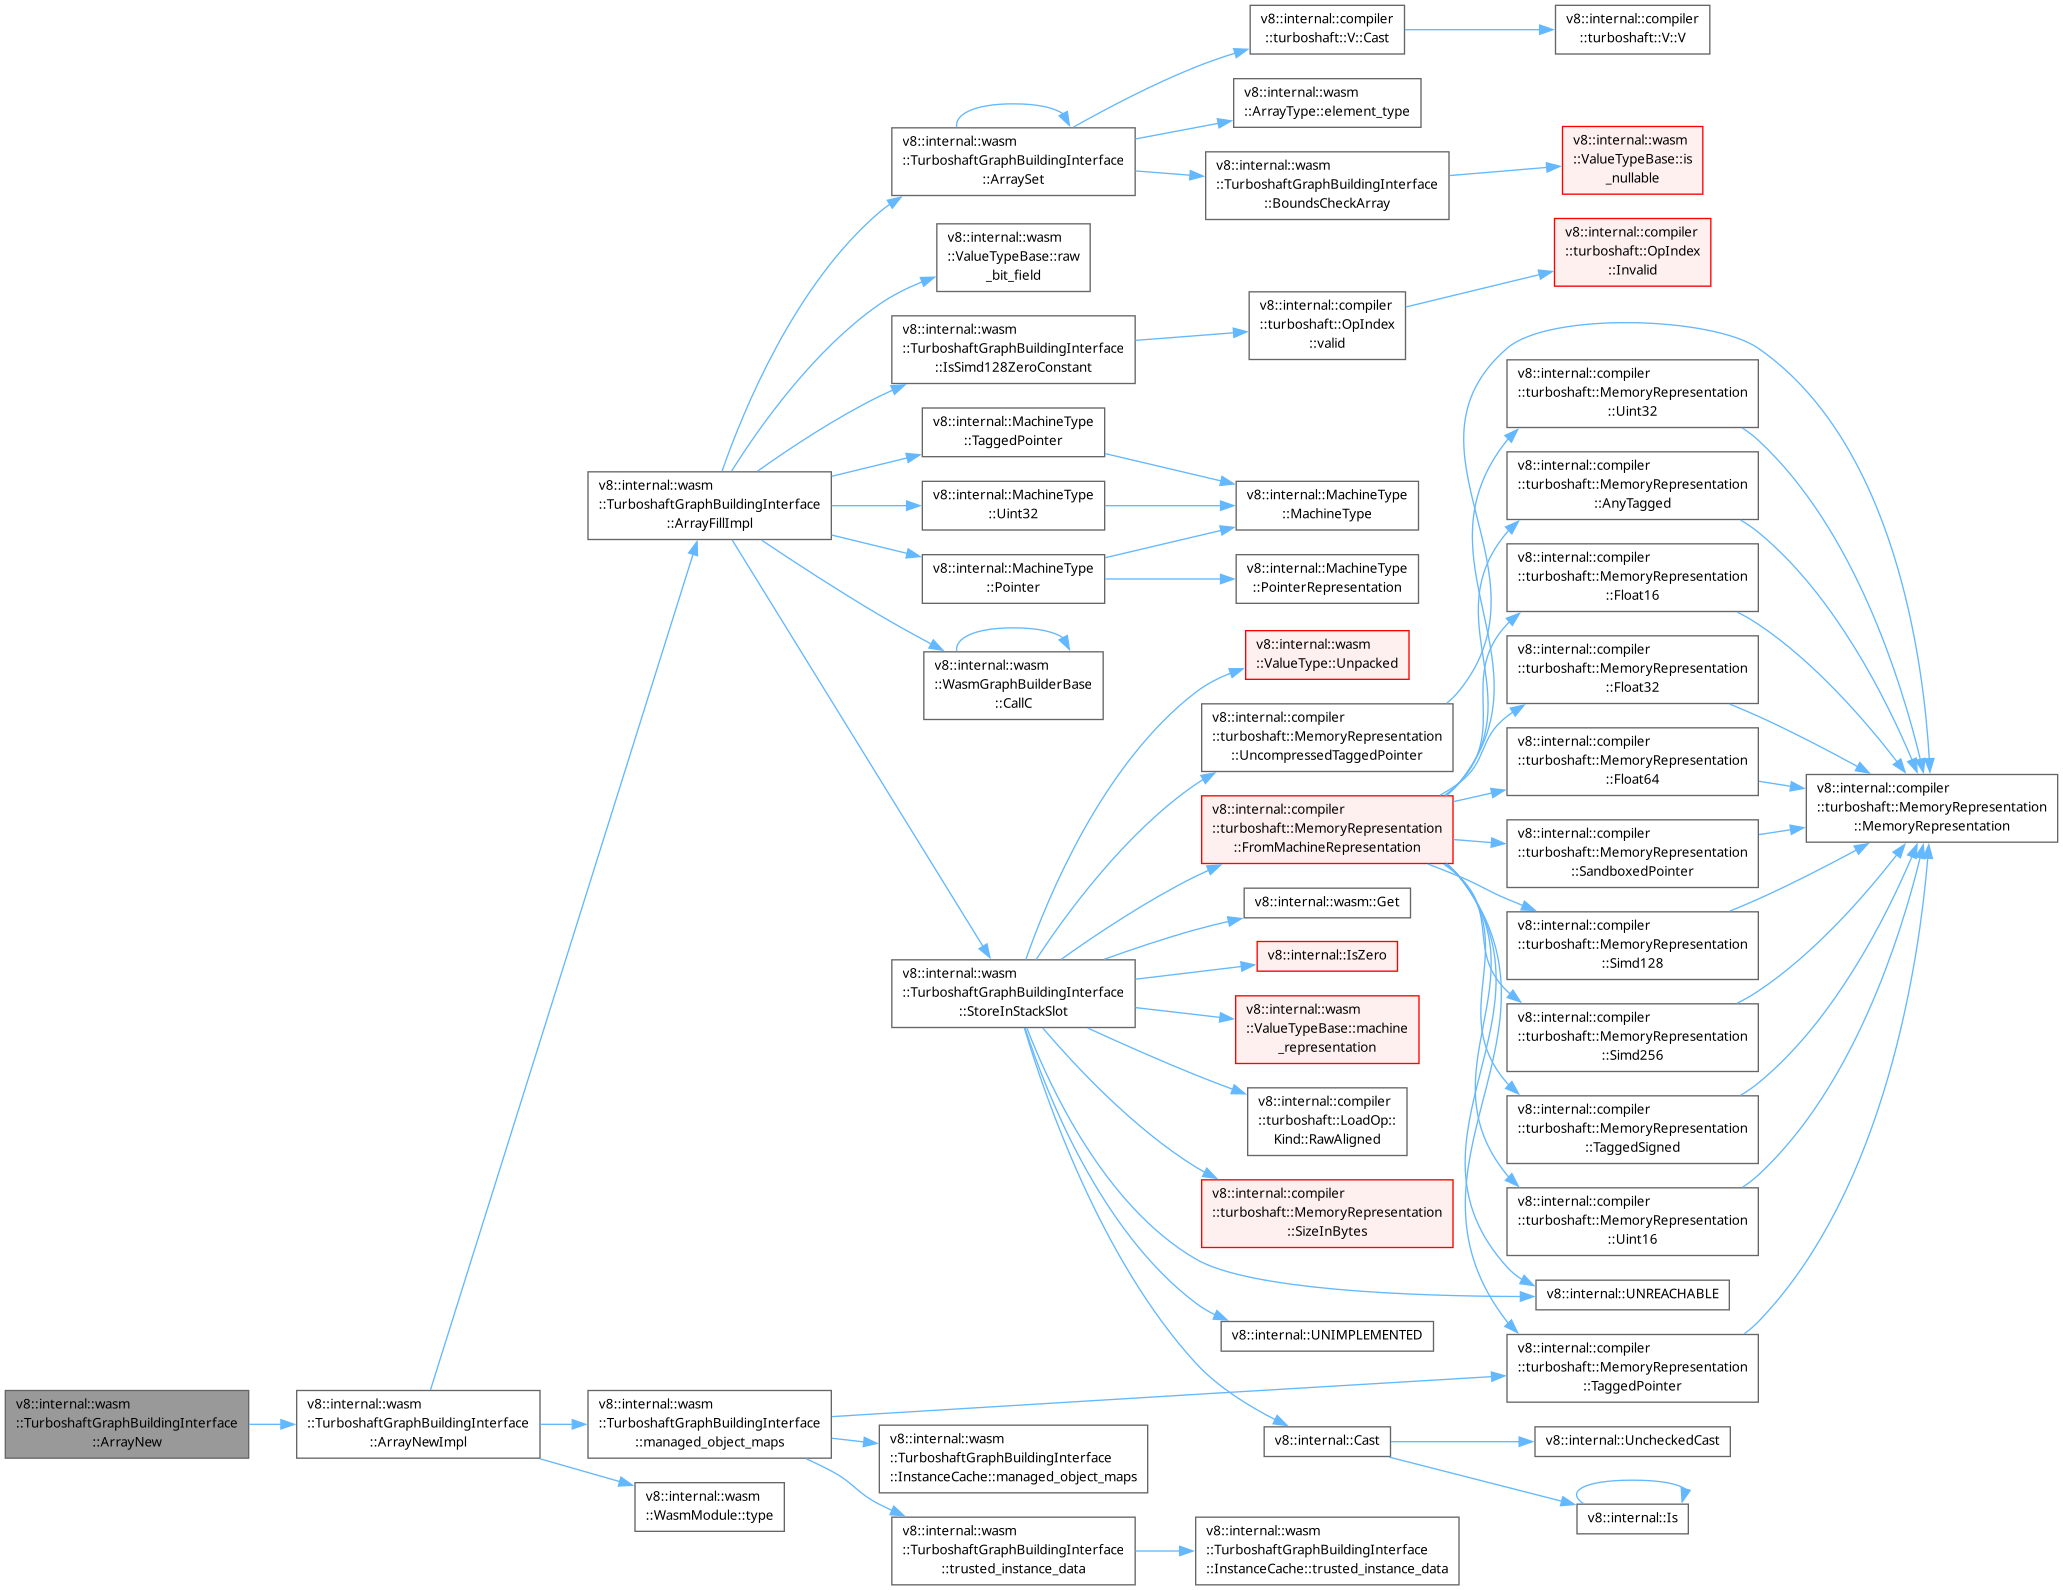 v8::internal::compiler
::turboshaft::V::Cast
v8::internal::compiler
::turboshaft::V::V
v8::internal::wasm
::ArrayType::element_type
v8::internal::wasm
::TurboshaftGraphBuildingInterface
::ArraySet
v8::internal::wasm
::ValueTypeBase::is
_nullable
v8::internal::wasm
::TurboshaftGraphBuildingInterface
::BoundsCheckArray
v8::internal::wasm
::ValueTypeBase::raw
_bit_field
v8::internal::compiler
::turboshaft::OpIndex
::Invalid
v8::internal::wasm
::TurboshaftGraphBuildingInterface
::IsSimd128ZeroConstant
v8::internal::compiler
::turboshaft::OpIndex
::valid
v8::internal::compiler
::turboshaft::MemoryRepresentation
::Uint32
v8::internal::MachineType
::TaggedPointer
v8::internal::compiler
::turboshaft::MemoryRepresentation
::AnyTagged
v8::internal::wasm
::TurboshaftGraphBuildingInterface
::ArrayFillImpl
v8::internal::MachineType
::Uint32
v8::internal::MachineType
::MachineType
v8::internal::MachineType
::Pointer
v8::internal::MachineType
::PointerRepresentation
v8::internal::compiler
::turboshaft::MemoryRepresentation
::Float16
v8::internal::wasm
::WasmGraphBuilderBase
::CallC
v8::internal::wasm
::ValueType::Unpacked
v8::internal::compiler
::turboshaft::MemoryRepresentation
::Float32
v8::internal::compiler
::turboshaft::MemoryRepresentation
::UncompressedTaggedPointer
v8::internal::compiler
::turboshaft::MemoryRepresentation
::Float64
v8::internal::compiler
::turboshaft::MemoryRepresentation
::MemoryRepresentation
v8::internal::compiler
::turboshaft::MemoryRepresentation
::FromMachineRepresentation
v8::internal::compiler
::turboshaft::MemoryRepresentation
::SandboxedPointer
v8::internal::wasm::Get
v8::internal::compiler
::turboshaft::MemoryRepresentation
::Simd128
v8::internal::IsZero
v8::internal::wasm
::TurboshaftGraphBuildingInterface
::StoreInStackSlot
v8::internal::wasm
::ValueTypeBase::machine
_representation
v8::internal::compiler
::turboshaft::MemoryRepresentation
::Simd256
v8::internal::compiler
::turboshaft::LoadOp::
Kind::RawAligned
v8::internal::compiler
::turboshaft::MemoryRepresentation
::TaggedSigned
v8::internal::compiler
::turboshaft::MemoryRepresentation
::SizeInBytes
v8::internal::compiler
::turboshaft::MemoryRepresentation
::Uint16
v8::internal::UNREACHABLE
v8::internal::UNIMPLEMENTED
v8::internal::compiler
::turboshaft::MemoryRepresentation
::TaggedPointer
v8::internal::wasm
::TurboshaftGraphBuildingInterface
::ArrayNew
v8::internal::wasm
::TurboshaftGraphBuildingInterface
::ArrayNewImpl
v8::internal::wasm
::TurboshaftGraphBuildingInterface
::managed_object_maps
v8::internal::wasm
::TurboshaftGraphBuildingInterface
::InstanceCache::managed_object_maps
v8::internal::Cast
v8::internal::UncheckedCast
v8::internal::wasm
::WasmModule::type
v8::internal::Is
v8::internal::wasm
::TurboshaftGraphBuildingInterface
::trusted_instance_data
v8::internal::wasm
::TurboshaftGraphBuildingInterface
::InstanceCache::trusted_instance_data